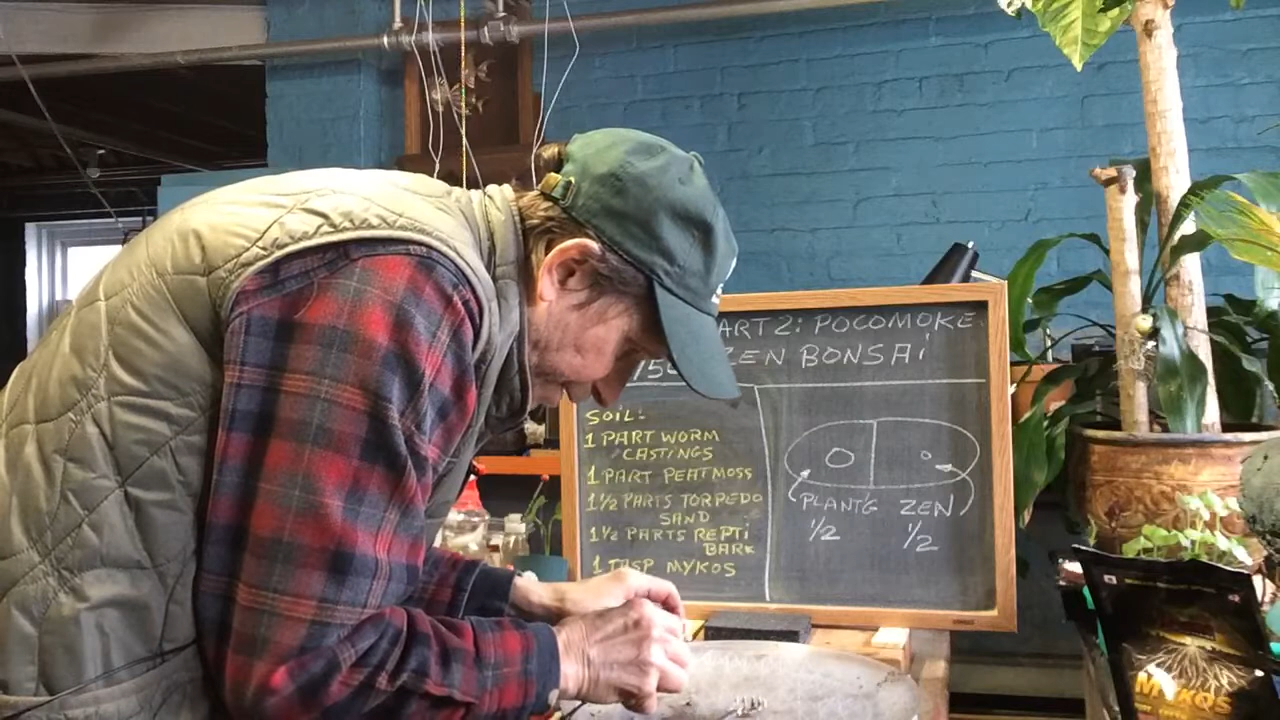 ART 2: POCOMOKE
ZEN BONSAI
SOIL:
1 PART WORM
CASTINGS
1 PART PEATMOSS
1½ PARTS TORPEDO
SAND
1½ PARTS REPTI
BARK
1 TBSP MYKOS
PLANT'G ZEN
½ ½
MYKOS